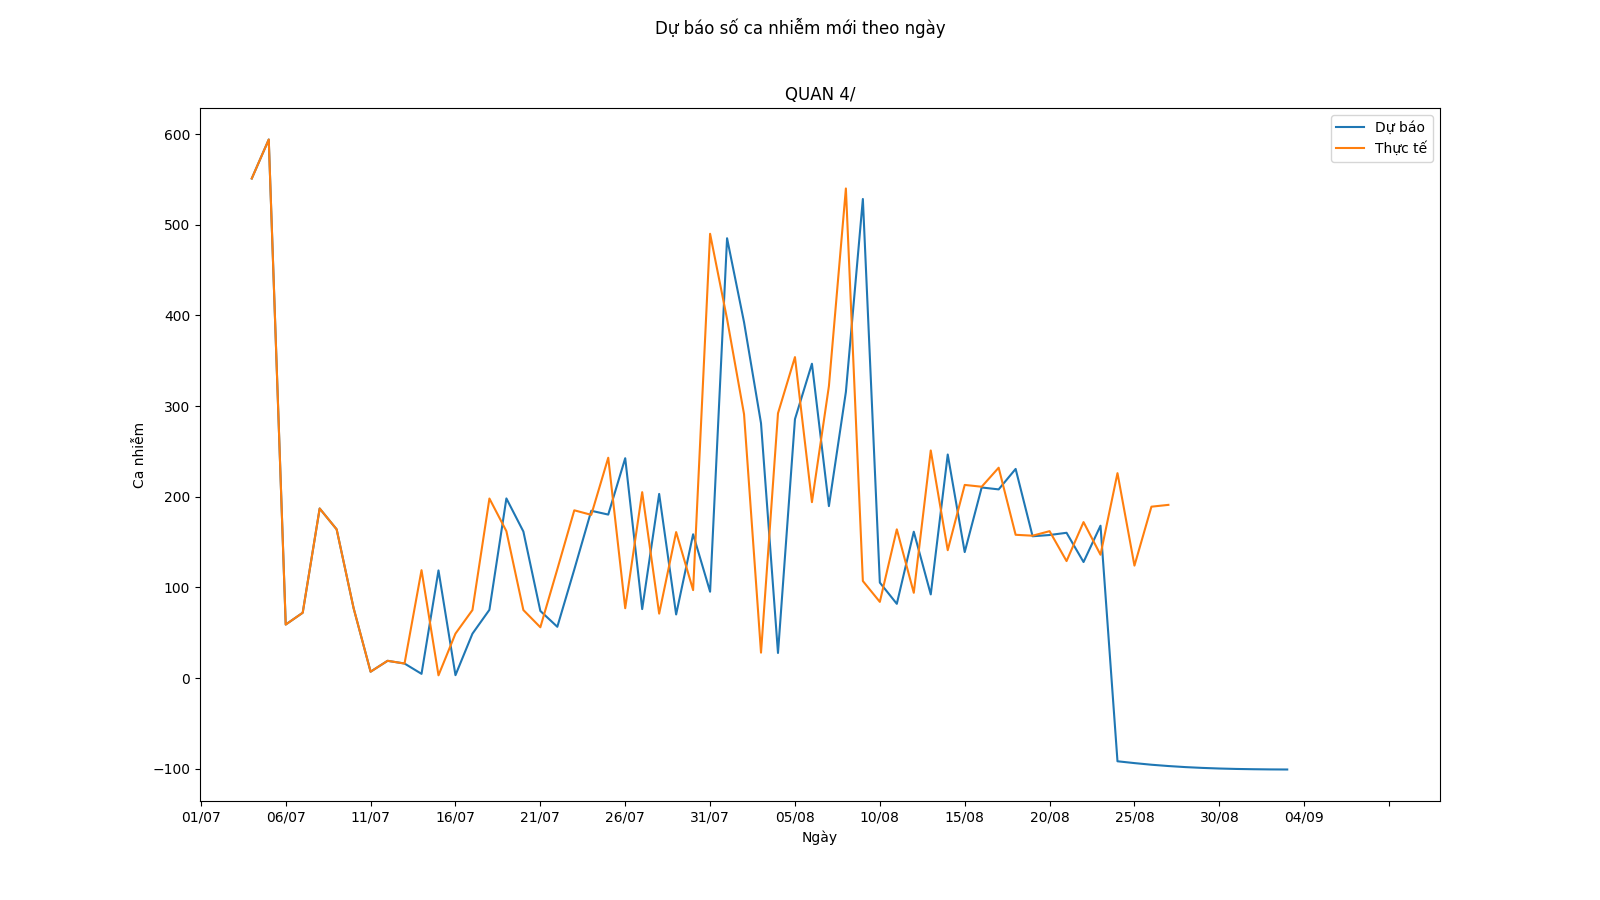 Dự báo số ca nhiễm mới theo ngày
QUAN 4/
Dự báo
Thực tế
600
500
400
300
200
100
0
−100
Ca nhiễm
01/07 06/07 11/07 16/07 21/07 26/07 31/07 05/08 10/08 15/08 20/08 25/08 30/08 04/09
Ngày